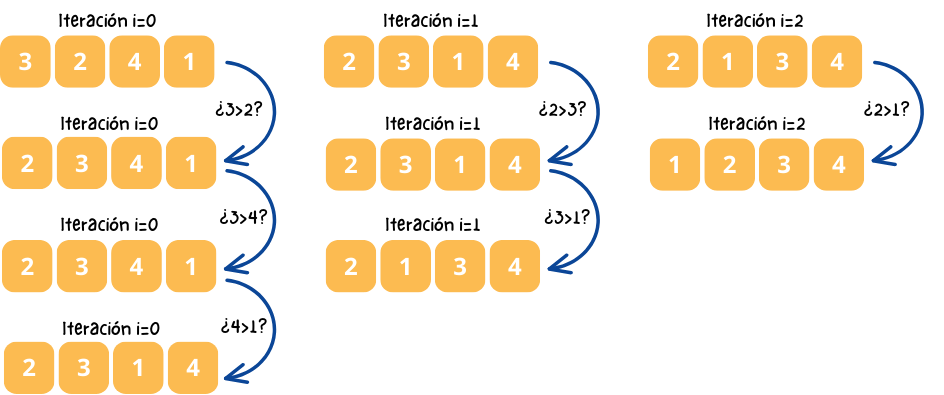 Iteración i=0
3 2 4 1
¿3>2?
Iteración i=0
2 3 4 1
¿3>4?
Iteración i=0
2 3 4 1
¿4>1?
Iteración i=0
2 3 1 4
Iteración i=1
2 3 1 4
¿2>3?
Iteración i=1
2 3 1 4
¿3>1?
Iteración i=1
2 1 3 4
Iteración i=2
2 1 3 4
¿2>1?
Iteración i=2
1 2 3 4